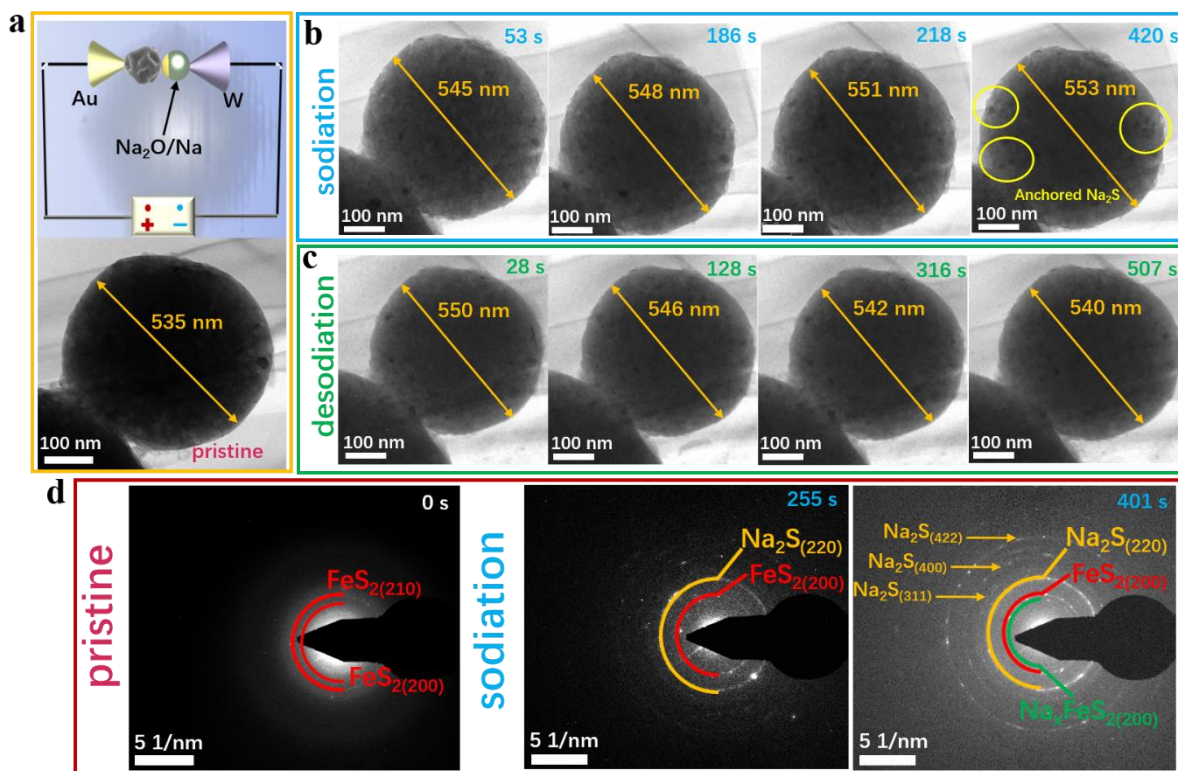 a
Au
W
Na₂O/Na
+
−
535 nm
100 nm
pristine
b
sodiation
53 s
545 nm
100 nm
186 s
548 nm
100 nm
218 s
551 nm
100 nm
420 s
553 nm
Anchored Na₂S
100 nm
c
desodiation
28 s
550 nm
100 nm
128 s
546 nm
100 nm
316 s
542 nm
100 nm
507 s
540 nm
100 nm
d
pristine
0 s
FeS₂₍₂₁₀₎
FeS₂₍₂₀₀₎
5 1/nm
sodiation
255 s
Na₂S₍₂₂₀₎
FeS₂₍₂₀₀₎
5 1/nm
401 s
Na₂S₍₄₂₂₎
Na₂S₍₄₀₀₎
Na₂S₍₃₁₁₎
Na₂S₍₂₂₀₎
FeS₂₍₂₀₀₎
NaₓFeS₂₍₂₀₀₎
5 1/nm